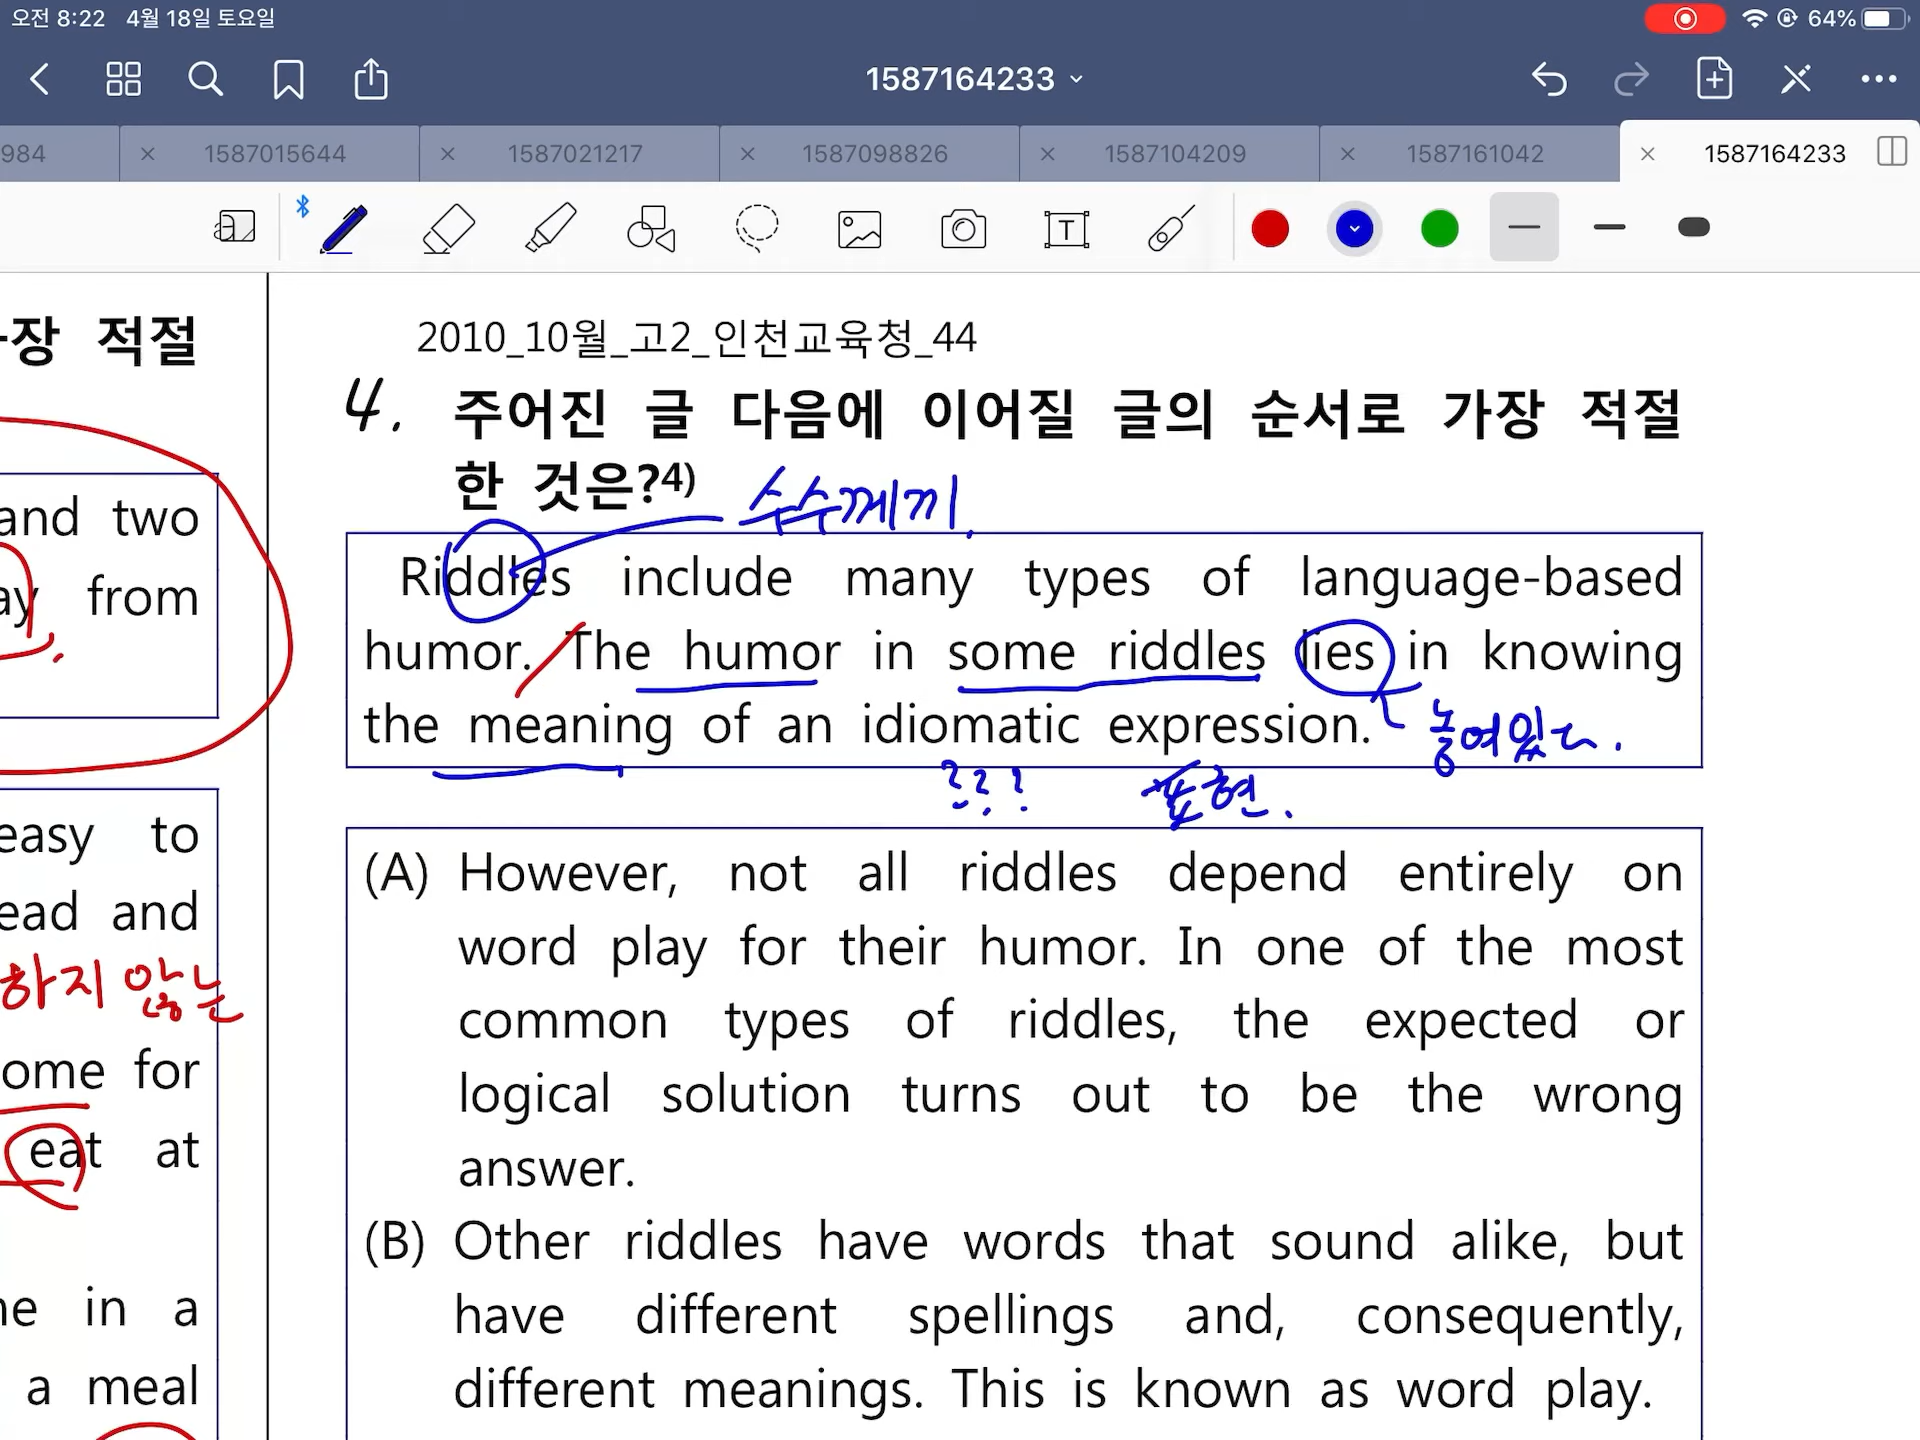 오전 8:22 4월 18일 토요일
64%
1587164233
984
1587015644
1587021217
1587098826
1587104209
1587161042
1587164233
가장 적절
and two
ay, from
easy to
ead and
하지 않는
ome for
eat at
in a
a meal
2010_10월_고2_인천교육청_44
4. 주어진 글 다음에 이어질 글의 순서로 가장 적절
한 것은?4)
수수께끼
Riddles include many types of language-based
humor. The humor in some riddles lies in knowing
the meaning of an idiomatic expression.
놓여있다.
???
표현.
(A) However, not all riddles depend entirely on
word play for their humor. In one of the most
common types of riddles, the expected or
logical solution turns out to be the wrong
answer.
(B) Other riddles have words that sound alike, but
have different spellings and, consequently,
different meanings. This is known as word play.